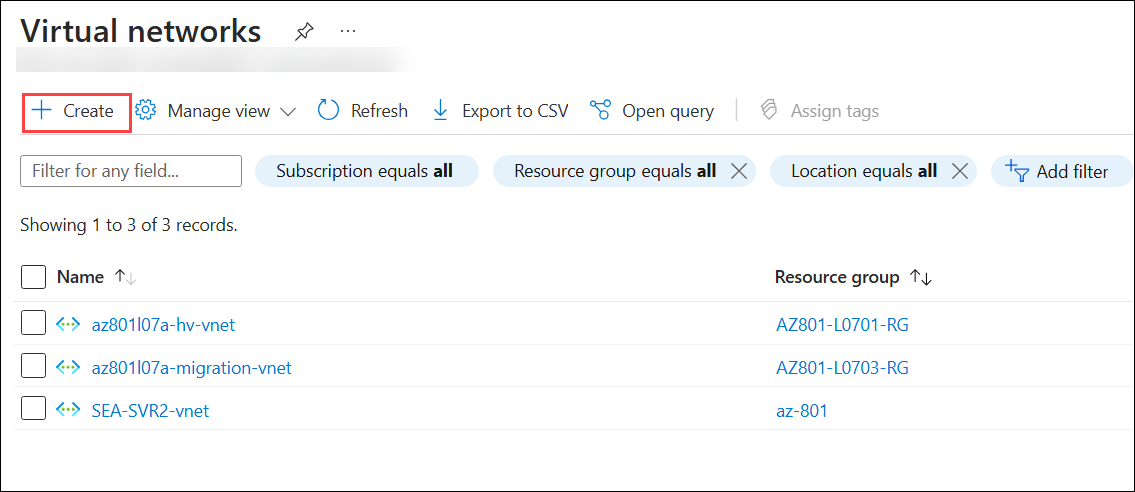 Virtual networks ...
Create Manage view Refresh Export to CSV Open query Assign tags
Filter for any field... Subscription equals all Resource group equals all Location equals all Add filter
Showing 1 to 3 of 3 records.
Name Resource group
az801l07a-hv-vnet AZ801-L0701-RG
az801l07a-migration-vnet AZ801-L0703-RG
SEA-SVR2-vnet az-801